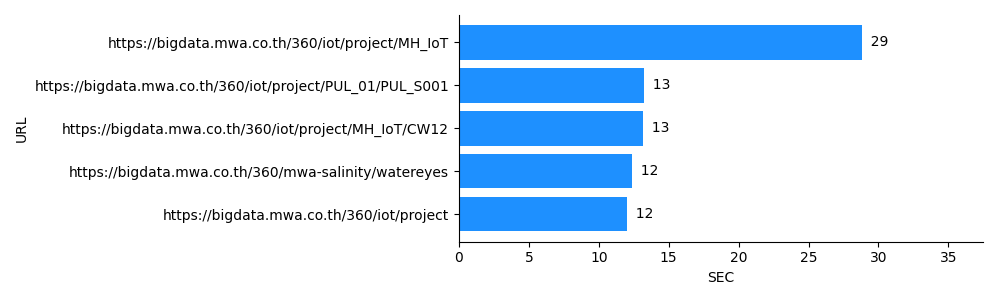 https://bigdata.mwa.co.th/360/iot/project/MH_IoT 29
https://bigdata.mwa.co.th/360/iot/project/PUL_01/PUL_S001 13
https://bigdata.mwa.co.th/360/iot/project/MH_IoT/CW12 13
https://bigdata.mwa.co.th/360/mwa-salinity/watereyes 12
https://bigdata.mwa.co.th/360/iot/project 12
URL
0 5 10 15 20 25 30 35
SEC